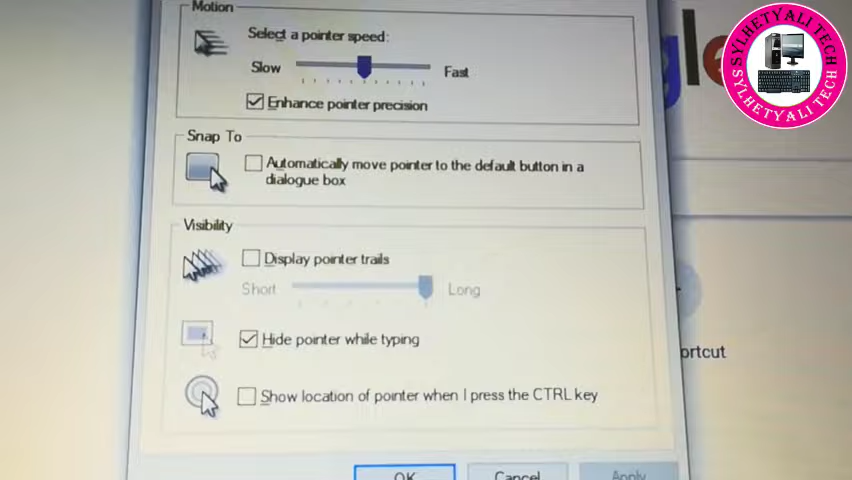 Motion
Select a pointer speed:
Slow
Fast
Enhance pointer precision
Snap To
Automatically move pointer to the default button in a
dialogue box
Visibility
Display pointer trails
Short
Long
Hide pointer while typing
Show location of pointer when I press the CTRL key
OK
Cancel
Apply
gle
ortcut
SYLHETYALI TECH
SYLHETYALI TECH